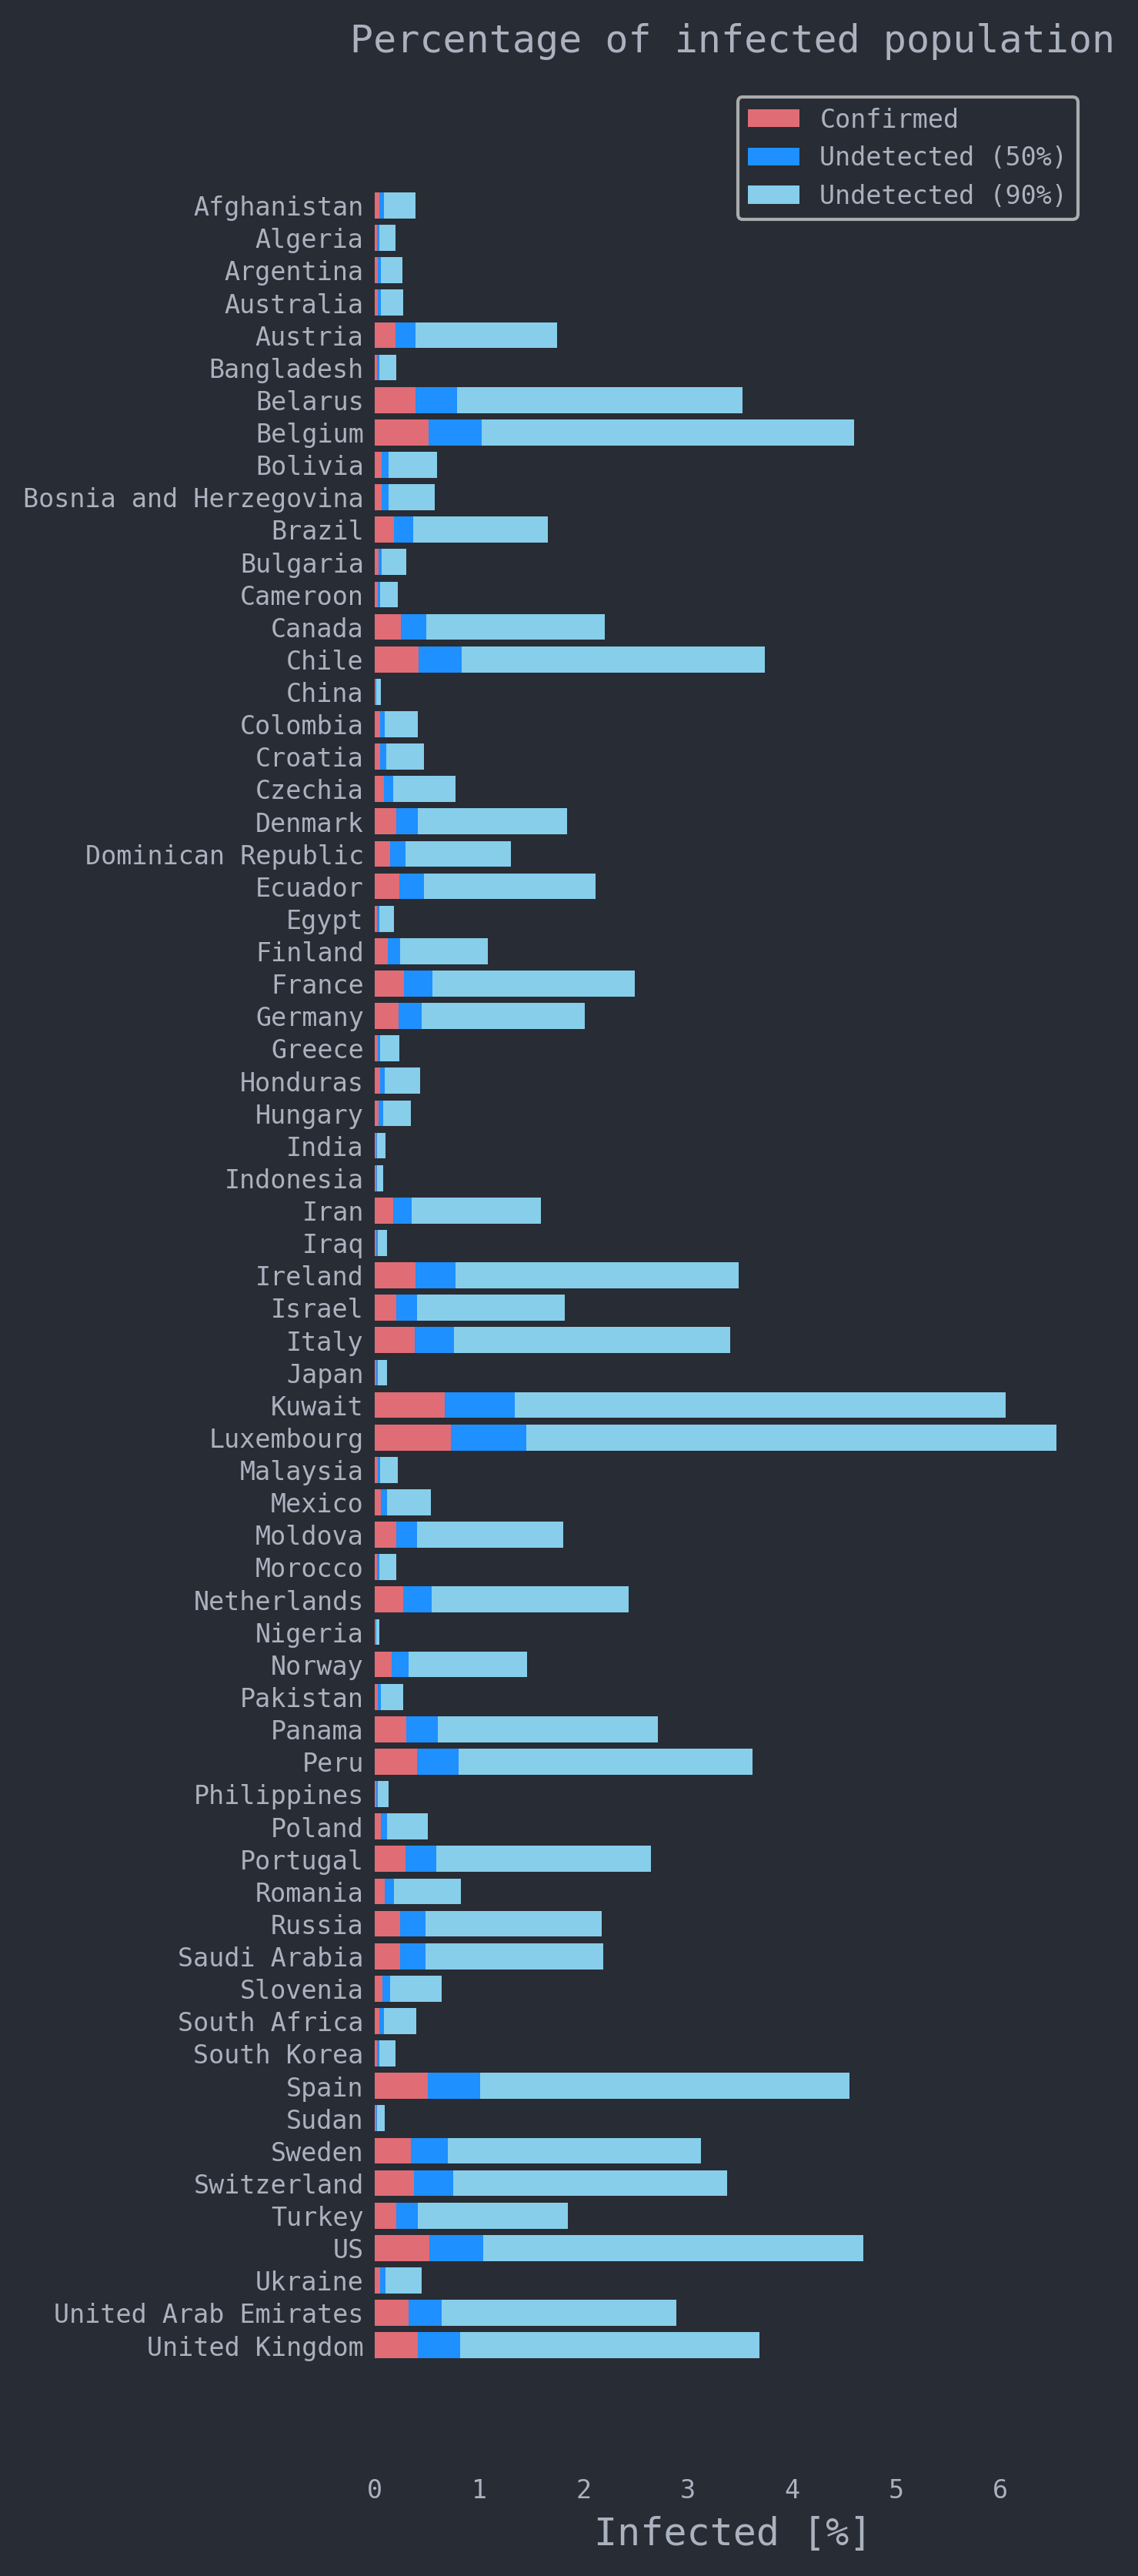 Percentage of infected population
Confirmed
Undetected (50%)
Undetected (90%)
Afghanistan
Algeria
Argentina
Australia
Austria
Bangladesh
Belarus
Belgium
Bolivia
Bosnia and Herzegovina
Brazil
Bulgaria
Cameroon
Canada
Chile
China
Colombia
Croatia
Czechia
Denmark
Dominican Republic
Ecuador
Egypt
Finland
France
Germany
Greece
Honduras
Hungary
India
Indonesia
Iran
Iraq
Ireland
Israel
Italy
Japan
Kuwait
Luxembourg
Malaysia
Mexico
Moldova
Morocco
Netherlands
Nigeria
Norway
Pakistan
Panama
Peru
Philippines
Poland
Portugal
Romania
Russia
Saudi Arabia
Slovenia
South Africa
South Korea
Spain
Sudan
Sweden
Switzerland
Turkey
US
Ukraine
United Arab Emirates
United Kingdom
0 1 2 3 4 5 6
Infected [%]